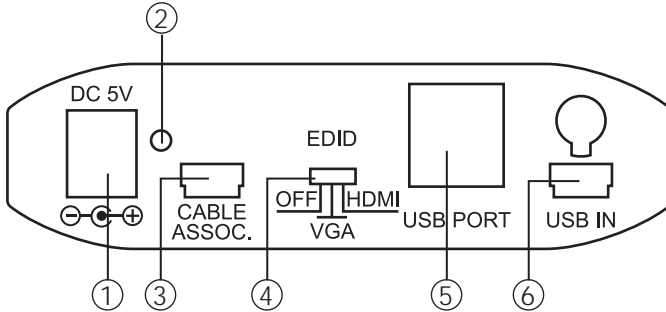 ②
DC 5V
EDID
OFF HDMI
VGA
CABLE
ASSOC.
USB PORT
USB IN
① ③ ④ ⑤ ⑥